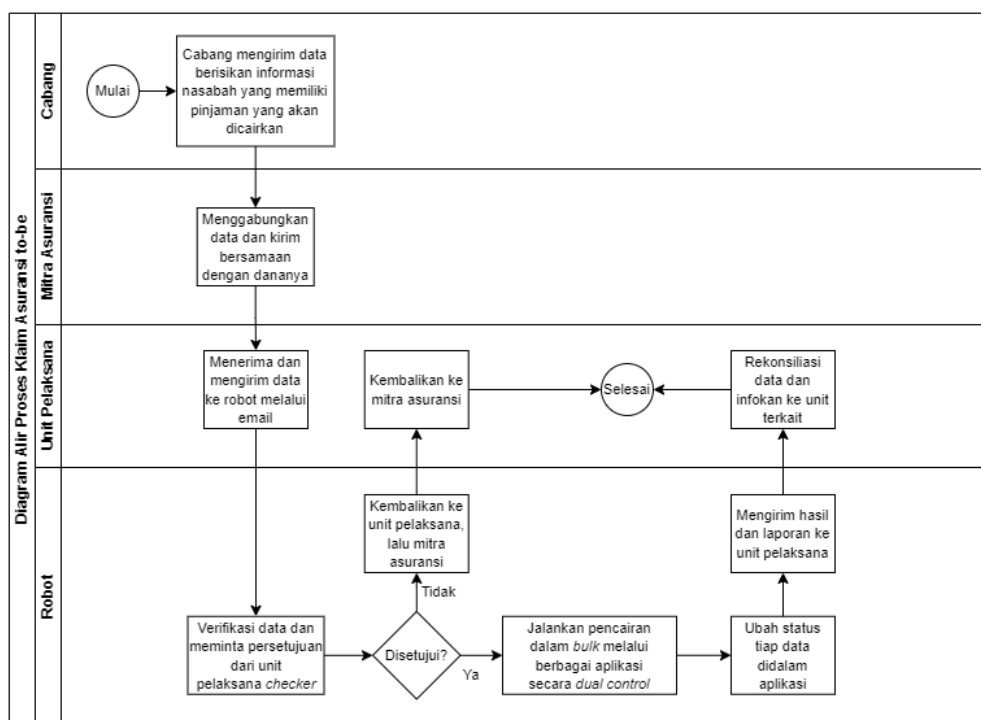 Diagram Alir Proses Klaim Asuransi to-be
Cabang
Mulai
Cabang mengirim data
berisikan informasi
nasabah yang memiliki
pinjaman yang akan
dicairkan
Mitra Asuransi
Menggabungkan
data dan kirim
bersamaan
dengan dananya
Unit Pelaksana
Menerima dan
mengirim data
ke robot melalui
email
Kembalikan ke
mitra asuransi
Selesai
Rekonsiliasi
data dan
infokan ke unit
terkait
Robot
Kembalikan ke
unit pelaksana,
lalu mitra
asuransi
Mengirim hasil
dan laporan ke
unit pelaksana
Tidak
Verifikasi data dan
meminta persetujuan
dari unit
pelaksana checker
Disetujui?
Ya
Jalankan pencairan
dalam bulk melalui
berbagai aplikasi
secara dual control
Ubah status
tiap data
didalam
aplikasi